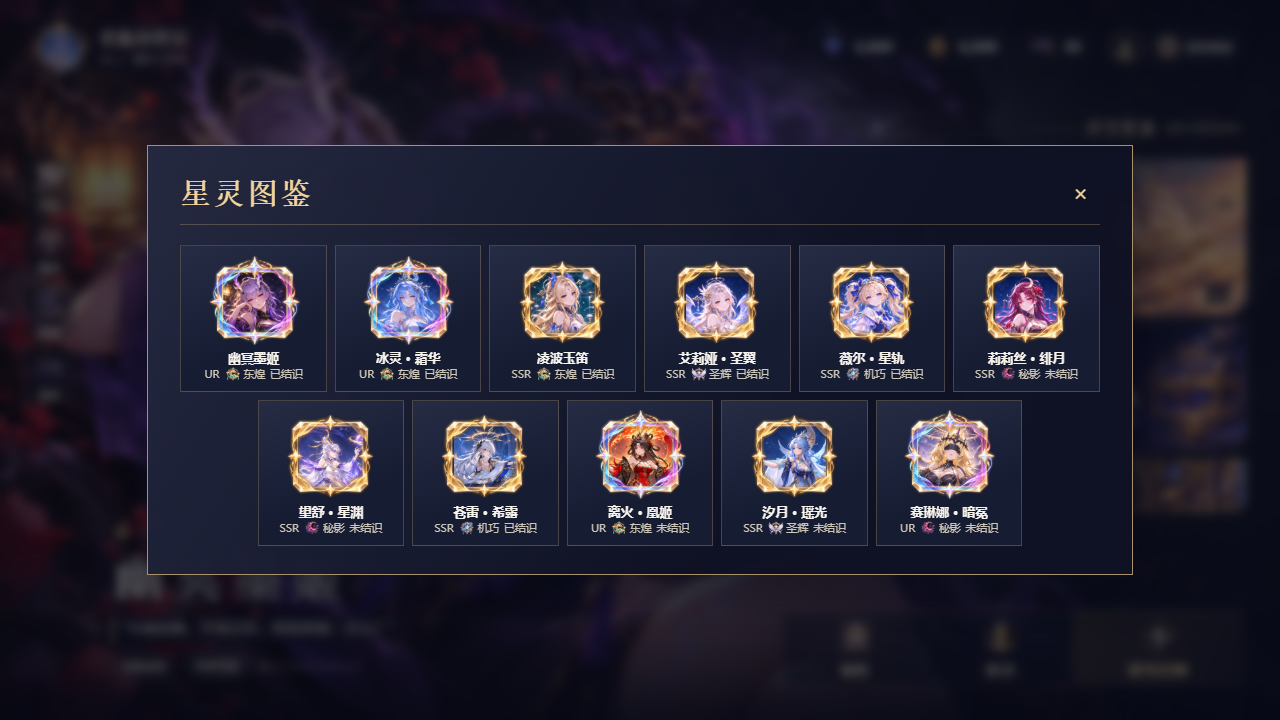 星灵图鉴
×
幽冥墨姬
UR 东煌 已结识
冰灵•霜华
UR 东煌 已结识
凌波玉笛
SSR 东煌 已结识
艾莉娅•圣翼
SSR 圣辉 已结识
薇尔•星轨
SSR 机巧 已结识
莉莉丝•绯月
SSR 秘影 未结识
望舒•星渊
SSR 秘影 未结识
苍雷•希露
SSR 机巧 已结识
离火•凰姬
UR 东煌 未结识
汐月•瑶光
SSR 圣辉 未结识
赛琳娜•暗冕
UR 秘影 未结识